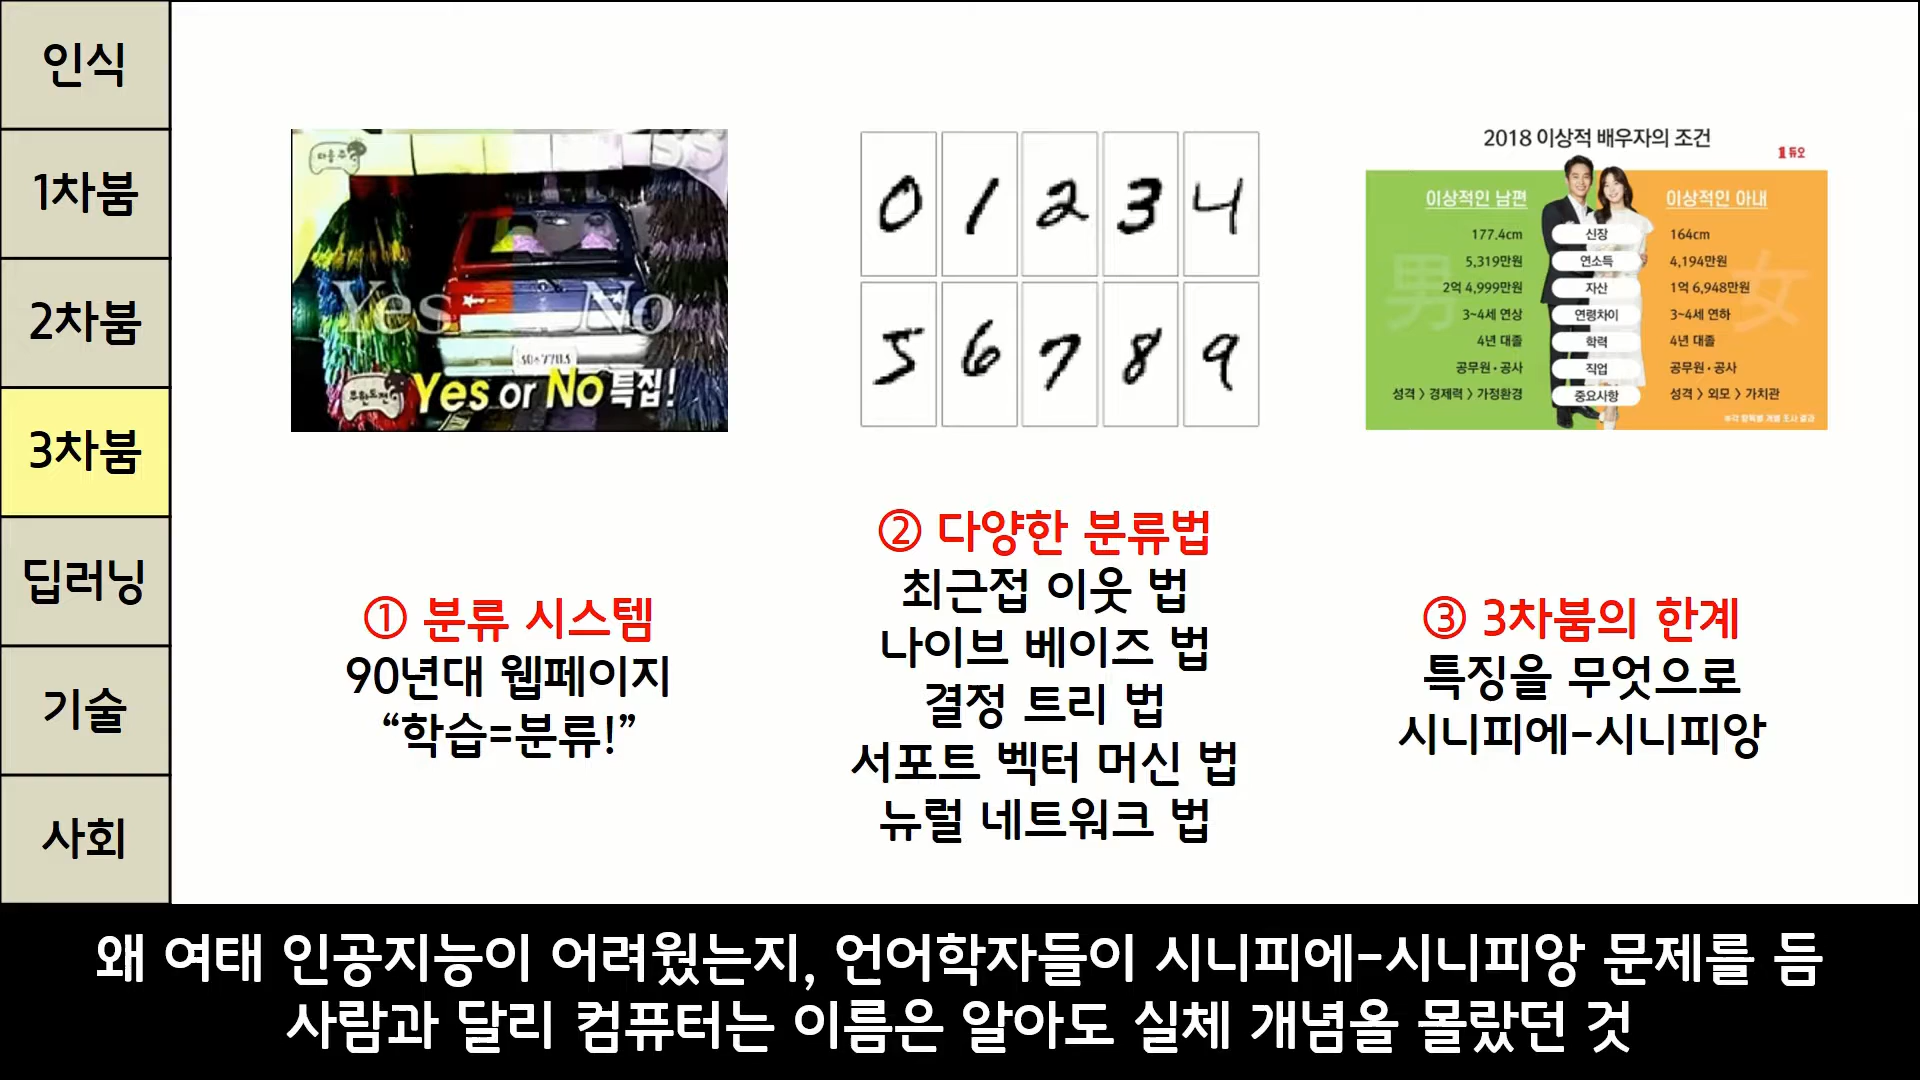 인식
1차붐
2차붐
3차붐
딥러닝
기술
사회
다음 주
Yes No
무한도전 Yes or No 특집!
0 1 2 3 4
5 6 7 8 9
2018 이상적 배우자의 조건
듀오
이상적인 남편 이상적인 아내
男 女
177.4cm 신장 164cm
5,319만원 연소득 4,194만원
2억 4,999만원 자산 1억 6,948만원
3~4세 연상 연령차이 3~4세 연하
4년 대졸 학력 4년 대졸
공무원·공사 직업 공무원·공사
성격 > 경제력 > 가정환경 중요사항 성격 > 외모 > 가치관
① 분류 시스템
90년대 웹페이지
“학습=분류!”
② 다양한 분류법
최근접 이웃 법
나이브 베이즈 법
결정 트리 법
서포트 벡터 머신 법
뉴럴 네트워크 법
③ 3차붐의 한계
특징을 무엇으로
시니피에-시니피앙
왜 여태 인공지능이 어려웠는지, 언어학자들이 시니피에-시니피앙 문제를 듬
사람과 달리 컴퓨터는 이름은 알아도 실체 개념을 몰랐던 것